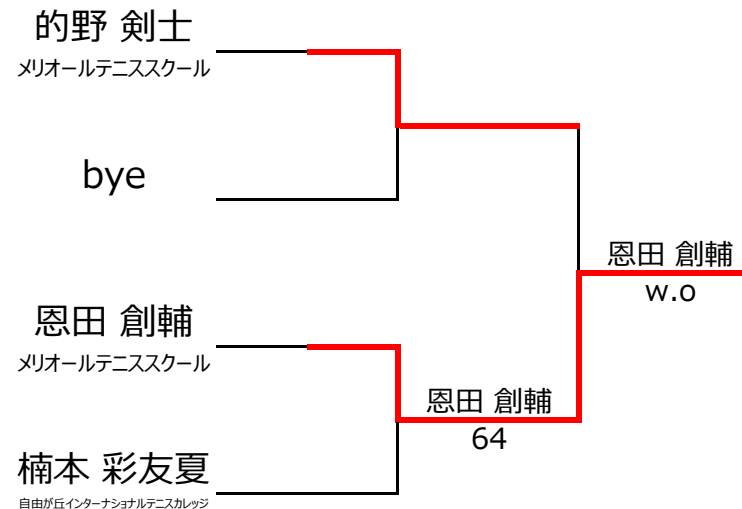 的野 剣士
メリオールテニススクール
bye
恩田 創輔
w.o
恩田 創輔
メリオールテニススクール
恩田 創輔
64
楠本 彩友夏
自由が丘インターナショナルテニスカレッジ